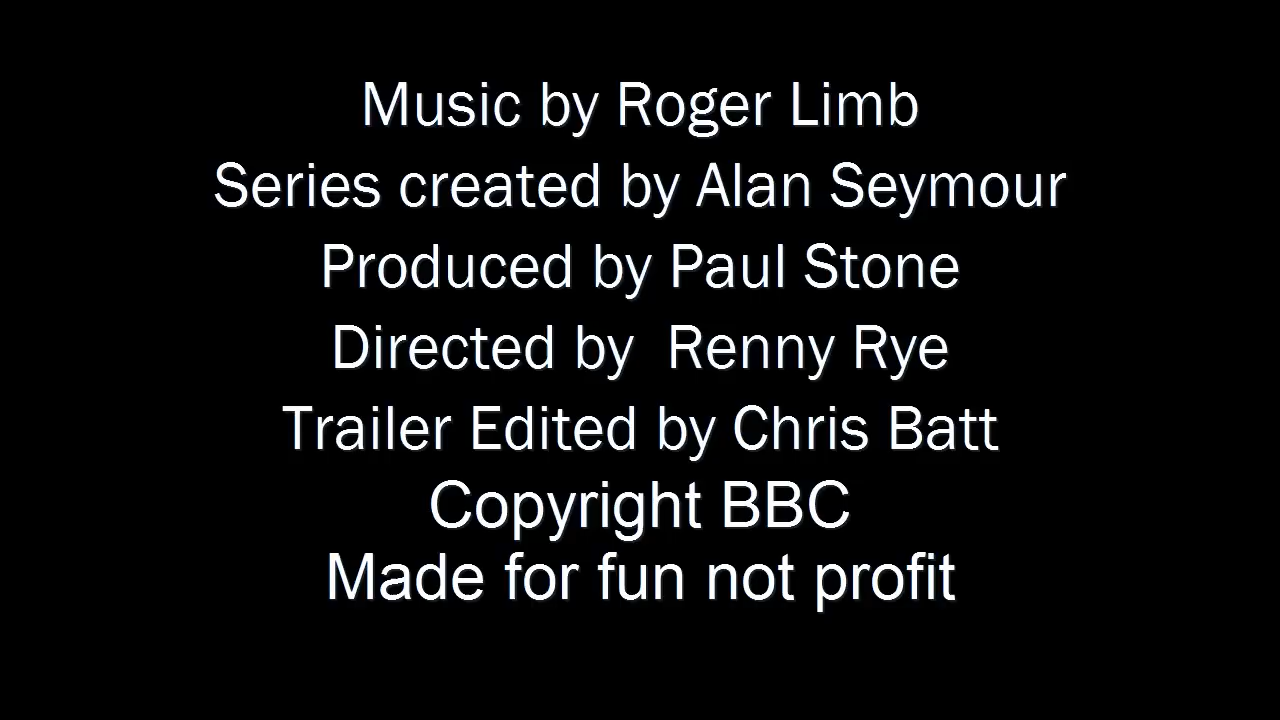 Music by Roger Limb
Series created by Alan Seymour
Produced by Paul Stone
Directed by  Renny Rye
Trailer Edited by Chris Batt
Copyright BBC
Made for fun not profit